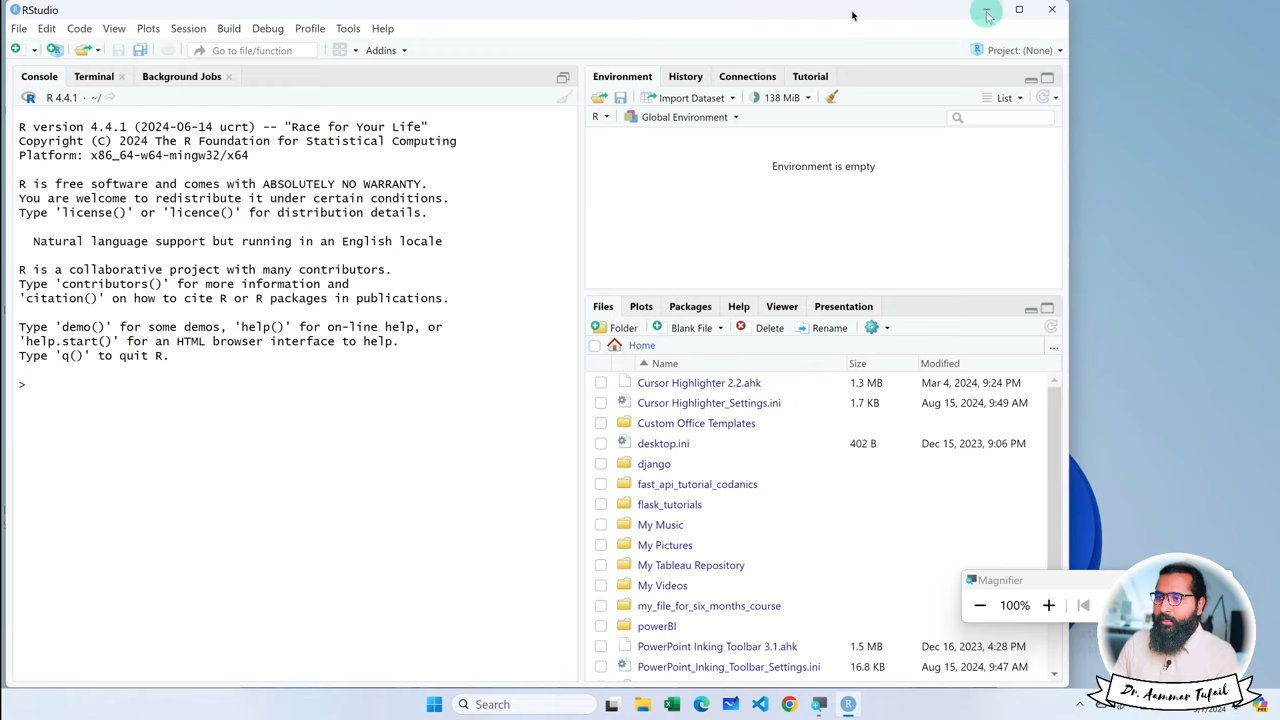 RStudio
File Edit Code View Plots Session Build Debug Profile Tools Help
Go to file/function Addins Project: (None)
Console Terminal Background Jobs
R 4.4.1 · ~/
R version 4.4.1 (2024-06-14 ucrt) -- "Race for Your Life"
Copyright (C) 2024 The R Foundation for Statistical Computing
Platform: x86_64-w64-mingw32/x64
R is free software and comes with ABSOLUTELY NO WARRANTY.
You are welcome to redistribute it under certain conditions.
Type 'license()' or 'licence()' for distribution details.
Natural language support but running in an English locale
R is a collaborative project with many contributors.
Type 'contributors()' for more information and
'citation()' on how to cite R or R packages in publications.
Type 'demo()' for some demos, 'help()' for on-line help, or
'help.start()' for an HTML browser interface to help.
Type 'q()' to quit R.
>
Environment History Connections Tutorial
Import Dataset 138 MiB List
R Global Environment
Environment is empty
Files Plots Packages Help Viewer Presentation
Folder Blank File Delete Rename
Home ...
Name Size Modified
Cursor Highlighter 2.2.ahk 1.3 MB Mar 4, 2024, 9:24 PM
Cursor Highlighter_Settings.ini 1.7 KB Aug 15, 2024, 9:49 AM
Custom Office Templates
desktop.ini 402 B Dec 15, 2023, 9:06 PM
django
fast_api_tutorial_codanics
flask_tutorials
My Music
My Pictures
My Tableau Repository
My Videos
my_file_for_six_months_course
powerBI
PowerPoint Inking Toolbar 3.1.ahk 1.5 MB Dec 16, 2023, 4:28 PM
PowerPoint_Inking_Toolbar_Settings.ini 16.8 KB Aug 15, 2024, 9:47 AM
Magnifier
100%
Dr. Aammar Tufail
Search